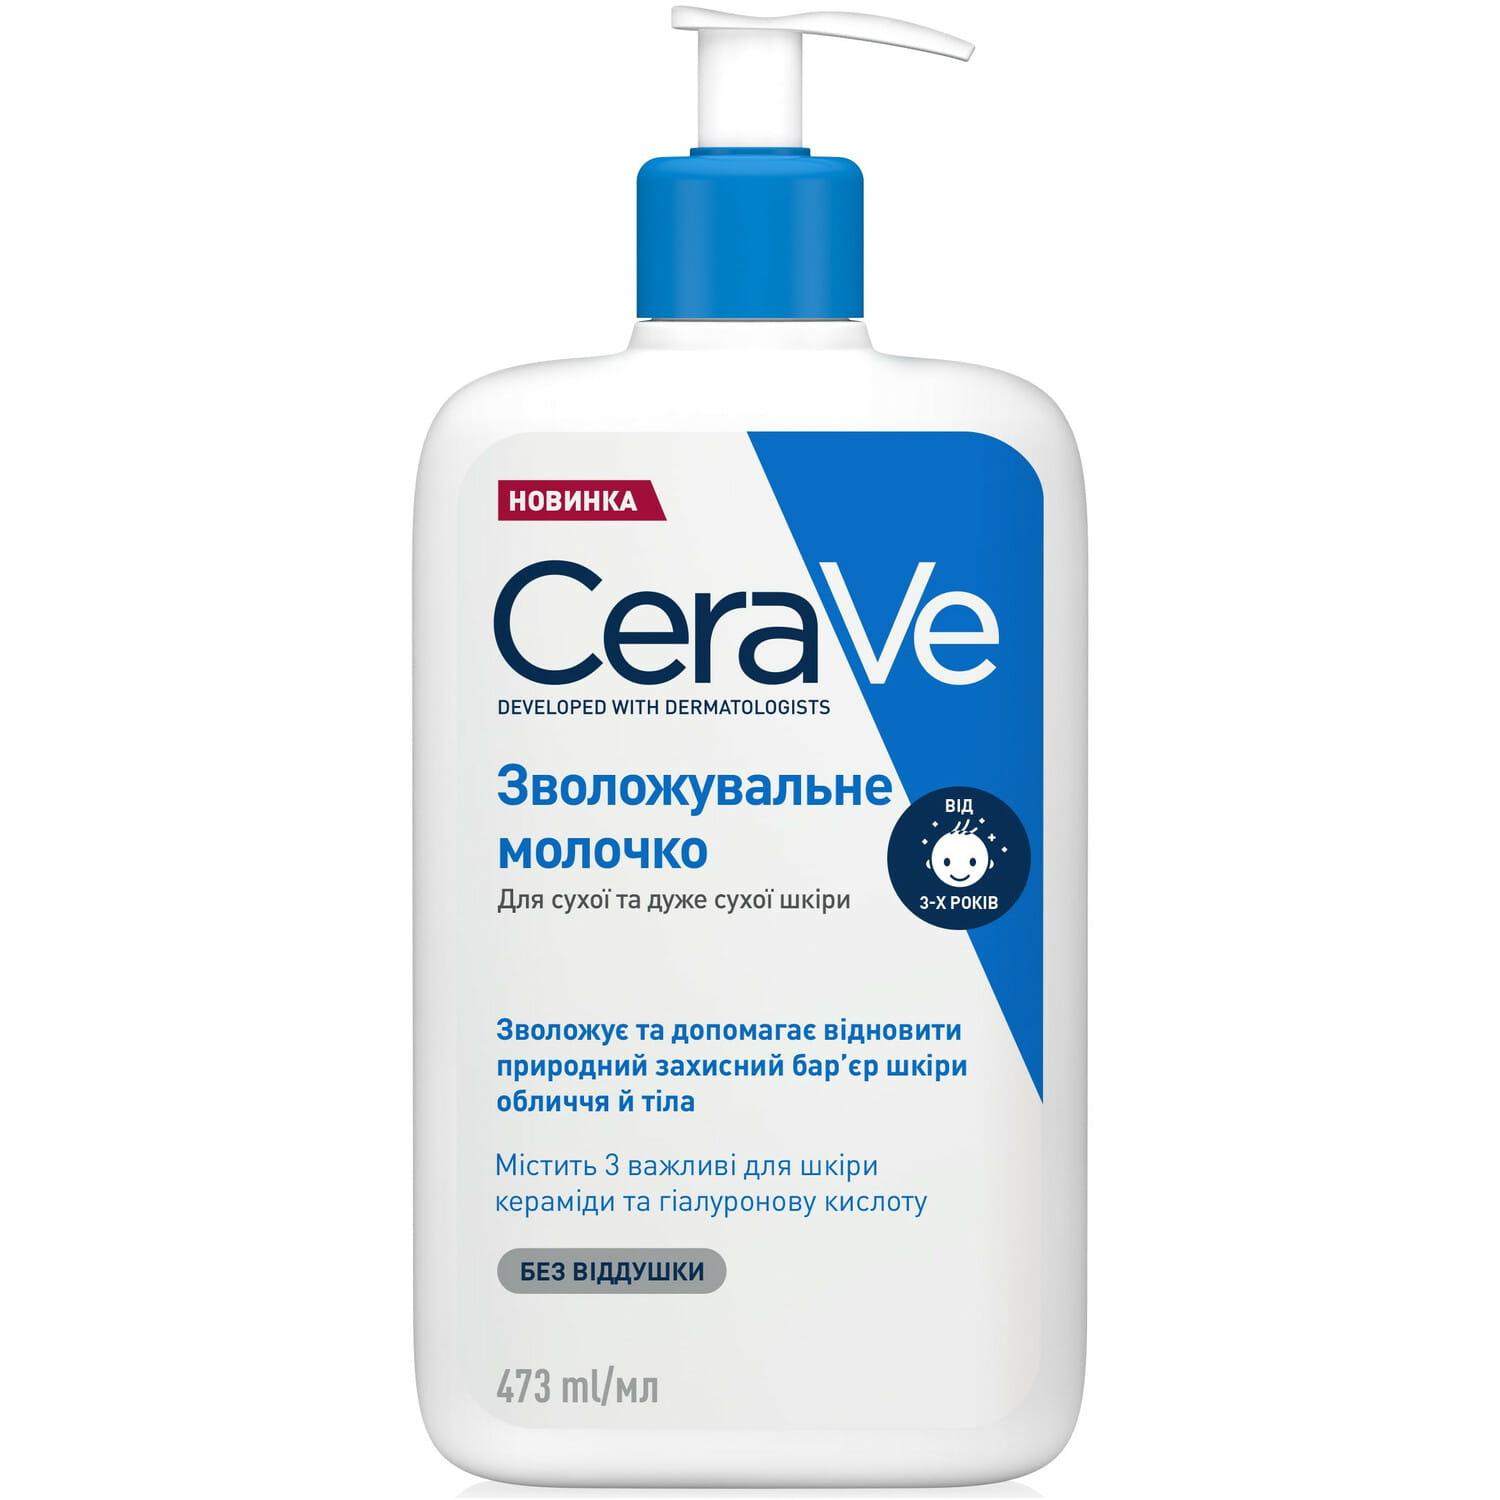 НОВИНКА
CeraVe
DEVELOPED WITH DERMATOLOGISTS
Зволожувальне
молочко
Для сухої та дуже сухої шкіри
ВІД
3-Х РОКІВ
Зволожує та допомагає відновити
природний захисний бар’єр шкіри
обличчя й тіла
Містить 3 важливі для шкіри
кераміди та гіалуронову кислоту
БЕЗ ВІДДУШКИ
473 ml/мл